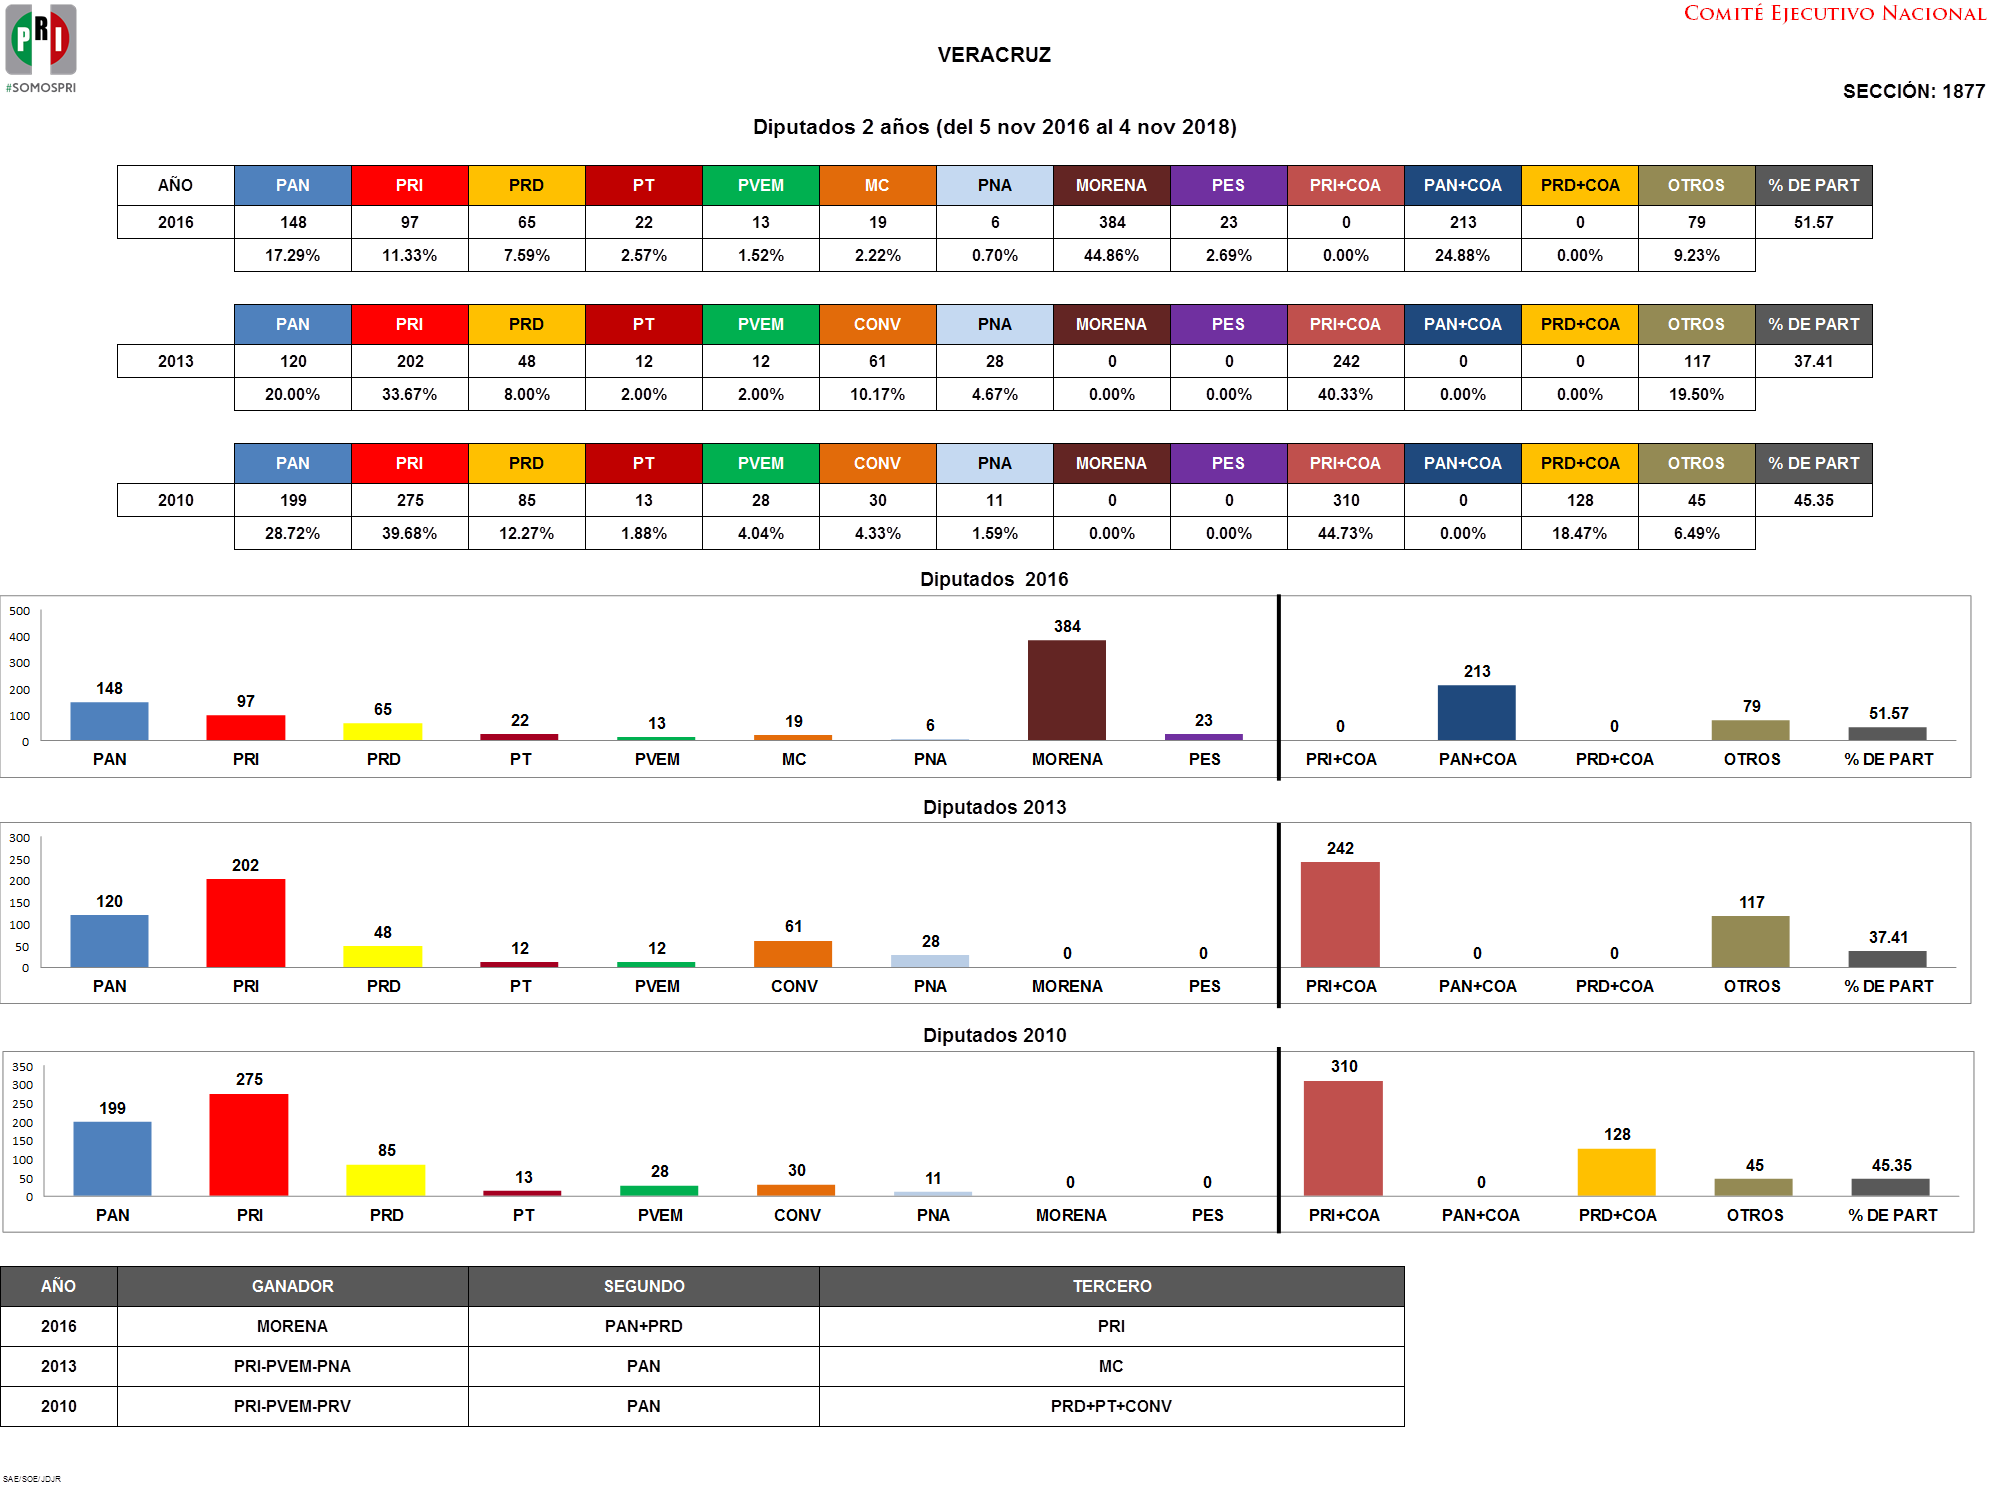 PRI
#SOMOSPRI
COMITÉ EJECUTIVO NACIONAL
VERACRUZ
SECCIÓN: 1877
Diputados 2 años (del 5 nov 2016 al 4 nov 2018)
AÑO PAN PRI PRD PT PVEM MC PNA MORENA PES PRI+COA PAN+COA PRD+COA OTROS % DE PART
2016 148 97 65 22 13 19 6 384 23 0 213 0 79 51.57
17.29% 11.33% 7.59% 2.57% 1.52% 2.22% 0.70% 44.86% 2.69% 0.00% 24.88% 0.00% 9.23%
PAN PRI PRD PT PVEM CONV PNA MORENA PES PRI+COA PAN+COA PRD+COA OTROS % DE PART
2013 120 202 48 12 12 61 28 0 0 242 0 0 117 37.41
20.00% 33.67% 8.00% 2.00% 2.00% 10.17% 4.67% 0.00% 0.00% 40.33% 0.00% 0.00% 19.50%
PAN PRI PRD PT PVEM CONV PNA MORENA PES PRI+COA PAN+COA PRD+COA OTROS % DE PART
2010 199 275 85 13 28 30 11 0 0 310 0 128 45 45.35
28.72% 39.68% 12.27% 1.88% 4.04% 4.33% 1.59% 0.00% 0.00% 44.73% 0.00% 18.47% 6.49%
Diputados 2016
500
400
300
200
100
0
148 97 65 22 13 19 6 384 23 0 213 0 79 51.57
PAN PRI PRD PT PVEM MC PNA MORENA PES PRI+COA PAN+COA PRD+COA OTROS % DE PART
Diputados 2013
300
250
200
150
100
50
0
120 202 48 12 12 61 28 0 0 242 0 0 117 37.41
PAN PRI PRD PT PVEM CONV PNA MORENA PES PRI+COA PAN+COA PRD+COA OTROS % DE PART
Diputados 2010
350
300
250
200
150
100
50
0
199 275 85 13 28 30 11 0 0 310 0 128 45 45.35
PAN PRI PRD PT PVEM CONV PNA MORENA PES PRI+COA PAN+COA PRD+COA OTROS % DE PART
AÑO GANADOR SEGUNDO TERCERO
2016 MORENA PAN+PRD PRI
2013 PRI-PVEM-PNA PAN MC
2010 PRI-PVEM-PRV PAN PRD+PT+CONV
SAE/SOE/JDJR